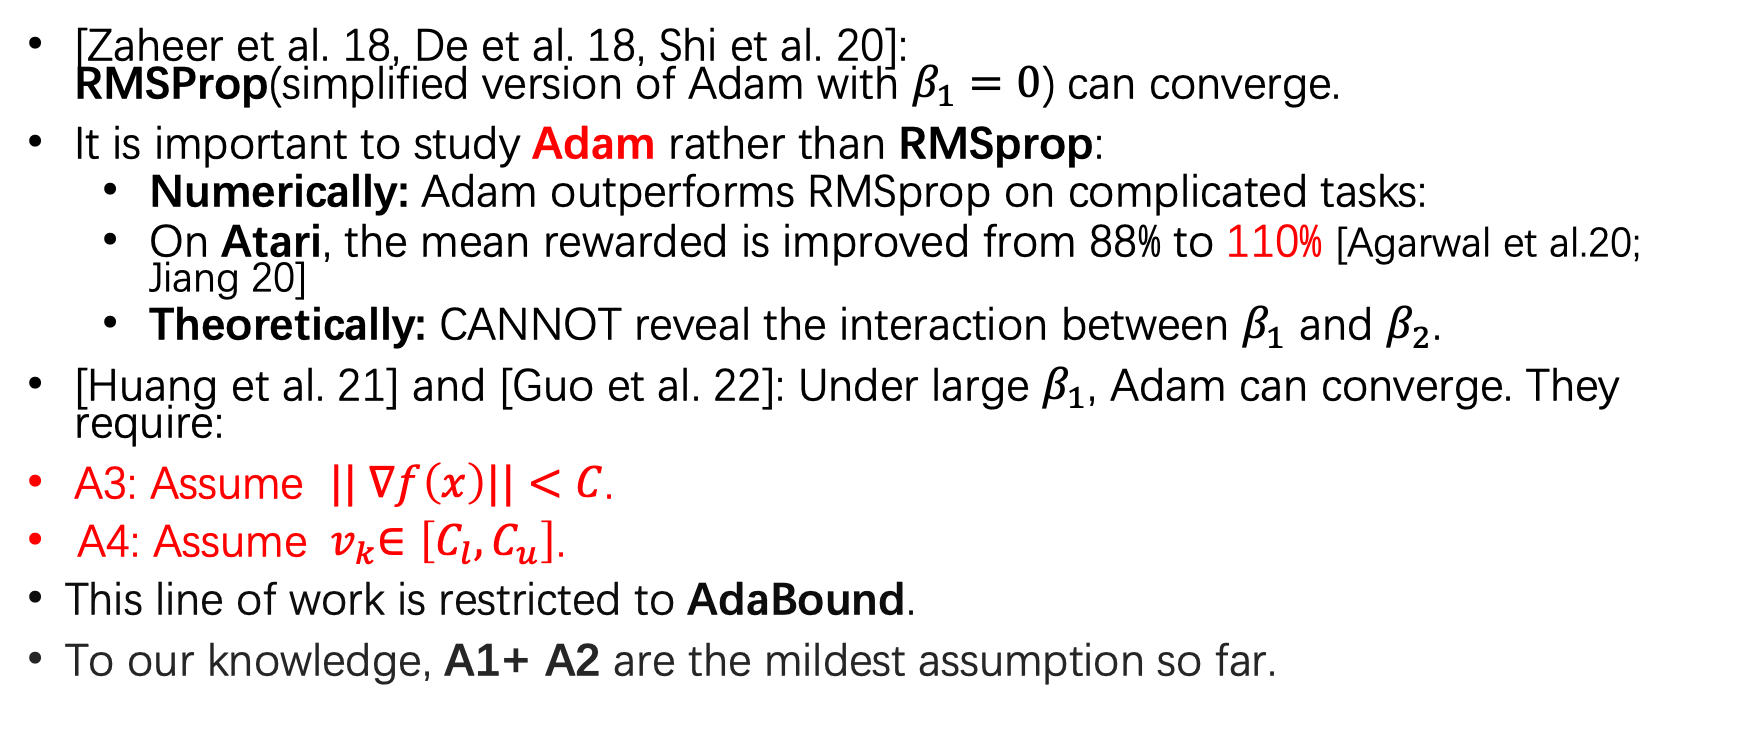 • [Zaheer et al. 18, De et al. 18, Shi et al. 20]:
RMSProp(simplified version of Adam with β₁ = 0) can converge.
• It is important to study Adam rather than RMSprop:
• Numerically: Adam outperforms RMSprop on complicated tasks:
• On Atari, the mean rewarded is improved from 88% to 110% [Agarwal et al.20;
Jiang 20]
• Theoretically: CANNOT reveal the interaction between β₁ and β₂.
• [Huang et al. 21] and [Guo et al. 22]: Under large β₁, Adam can converge. They
require:
• A3: Assume || ∇f(x)|| < C.
• A4: Assume vₖ∈ [Cₗ, Cᵤ].
• This line of work is restricted to AdaBound.
• To our knowledge, A1+ A2 are the mildest assumption so far.